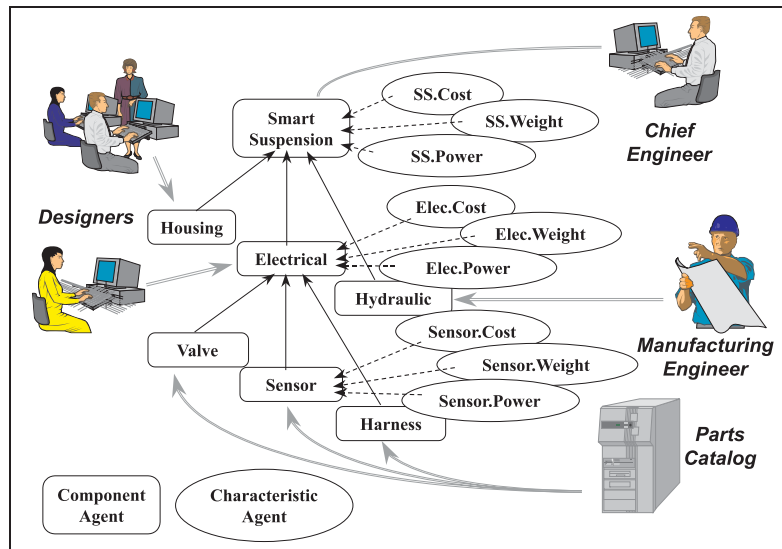 Smart
Suspension
SS.Cost
SS.Weight
SS.Power
Chief
Engineer
Designers
Housing
Electrical
Elec.Cost
Elec.Weight
Elec.Power
Hydraulic
Manufacturing
Engineer
Valve
Sensor
Harness
Sensor.Cost
Sensor.Weight
Sensor.Power
Parts
Catalog
Component
Agent
Characteristic
Agent